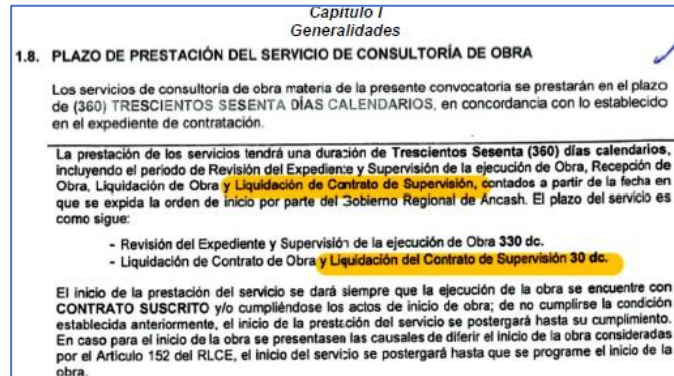 Capítulo I
Generalidades
1.8. PLAZO DE PRESTACIÓN DEL SERVICIO DE CONSULTORÍA DE OBRA
Los servicios de consultoría de obra materia de la presente convocatoria se prestarán en el plazo
de (360) TRESCIENTOS SESENTA DÍAS CALENDARIOS, en concordancia con lo establecido
en el expediente de contratación.
La prestación de los servicios tendrá una duración de Trescientos Sesenta (360) días calendarios,
incluyendo el periodo de Revisión del Expediente y Supervisión de la ejecución de Obra, Recepción de
Obra, Liquidación de Obra y Liquidación de Contrato de Supervisión, contados a partir de la fecha en
que se expida la orden de inicio por parte del Gobierno Regional de Ancash. El plazo del servicio es
como sigue:
- Revisión del Expediente y Supervisión de la ejecución de Obra 330 dc.
- Liquidación de Contrato de Obra y Liquidación del Contrato de Supervisión 30 dc.
El inicio de la prestación del servicio se dará siempre que la ejecución de la obra se encuentre con
CONTRATO SUSCRITO y/o cumpliéndose los actos de inicio de obra; de no cumplirse la condición
establecida anteriormente, el inicio de la prestación del servicio se postergará hasta su cumplimiento.
En caso para el inicio de la obra se presentasen las causales de diferir el inicio de la obra consideradas
por el Artículo 152 del RLCE, el inicio del servicio se postergará hasta que se programe el inicio de la
obra.